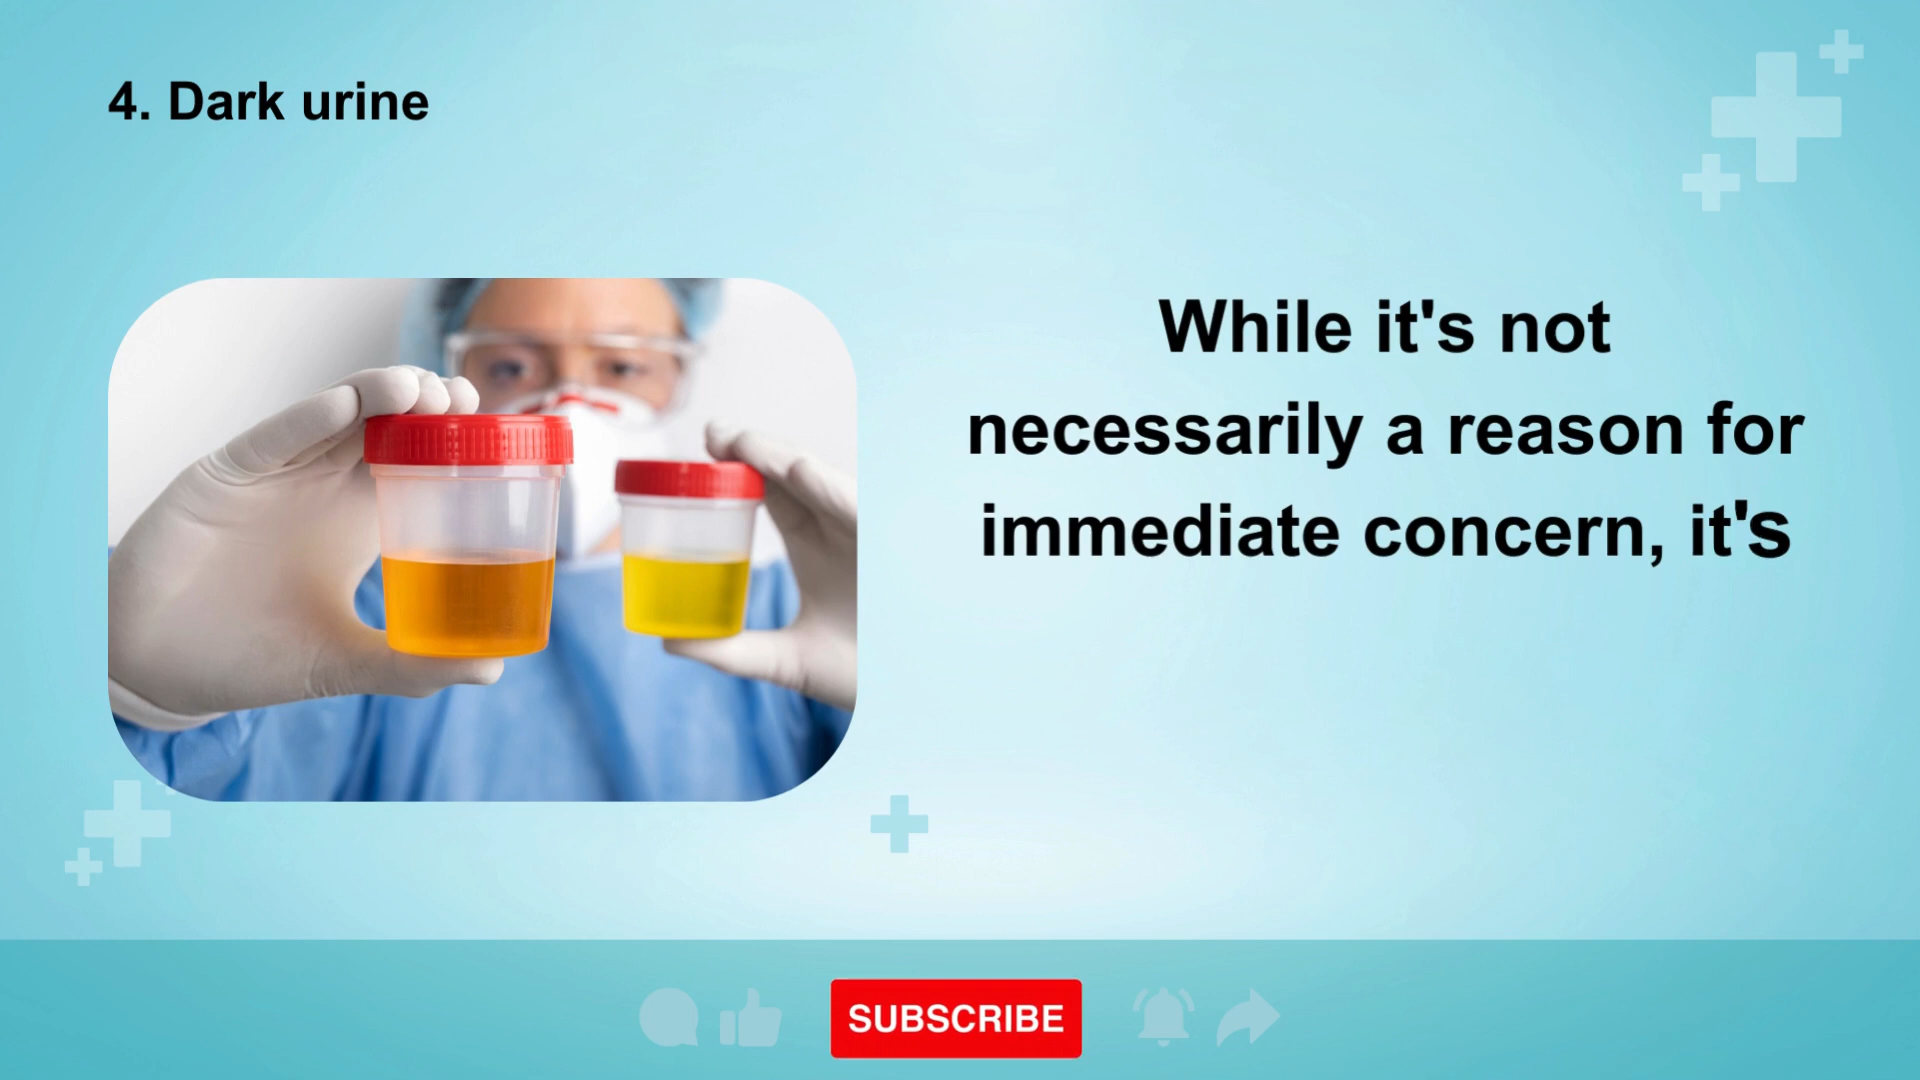 4. Dark urine
While it's not
necessarily a reason for
immediate concern, it's
SUBSCRIBE